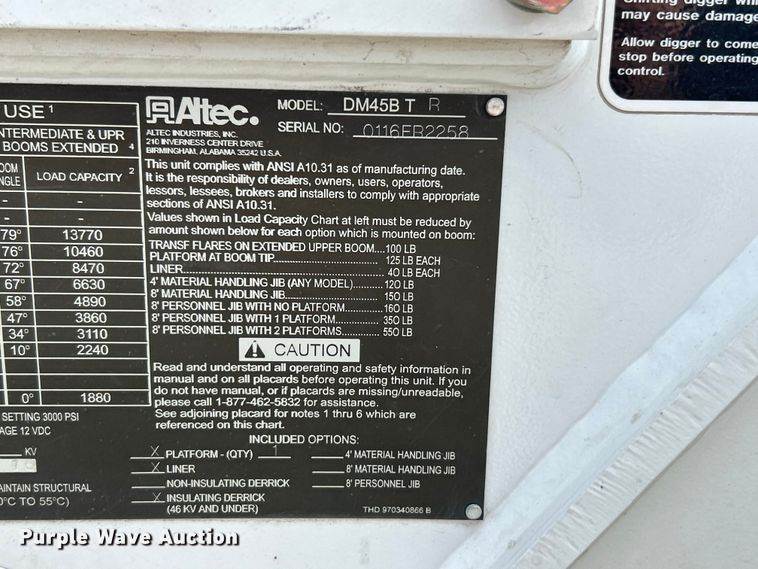 Shifting digger
may cause damage
Allow digger to come
stop before operating
control.
USE 1
INTERMEDIATE & UPR
BOOMS EXTENDED 4
LOAD CAPACITY 2
- -
- -
79° 13770
76° 10460
72° 8470
67° 6630
58° 4890
47° 3860
34° 3110
10° 2240
0° 1880
SETTING 3000 PSI
12 VDC
KV
MAINTAIN STRUCTURAL
0°C TO 55°C)
Altec.
MODEL: DM45B T R
SERIAL NO: 0116FB2258
ALTEC INDUSTRIES, INC.
210 INVERNESS CENTER DRIVE
BIRMINGHAM, ALABAMA 35242 U.S.A.
This unit complies with ANSI A10.31 as of manufacturing date.
It is the responsibility of dealers, owners, users, operators,
lessors, lessees, brokers and installers to comply with appropriate
sections of ANSI A10.31.
Values shown in Load Capacity Chart at left must be reduced by
amount shown below for each option which is mounted on boom:
TRANSF FLARES ON EXTENDED UPPER BOOM....100 LB
PLATFORM AT BOOM TIP....125 LB EACH
LINER....40 LB EACH
4' MATERIAL HANDLING JIB (ANY MODEL)....120 LB
8' MATERIAL HANDLING JIB....150 LB
8' PERSONNEL JIB WITH NO PLATFORM....160 LB
8' PERSONNEL JIB WITH 1 PLATFORM....350 LB
8' PERSONNEL JIB WITH 2 PLATFORMS....550 LB
CAUTION
Read and understand all operating and safety information in
manual and on all placards before operating this unit. If you
do not have manual, or if placards are missing/unreadable,
please call 1-877-462-5832 for assistance.
See adjoining placard for notes 1 thru 6 which are
referenced on this chart.
INCLUDED OPTIONS:
X PLATFORM - (QTY) 1
X LINER
NON-INSULATING DERRICK
X INSULATING DERRICK
(46 KV AND UNDER)
4' MATERIAL HANDLING JIB
8' MATERIAL HANDLING JIB
8' PERSONNEL JIB
THD 970340866 B
Purple Wave Auction